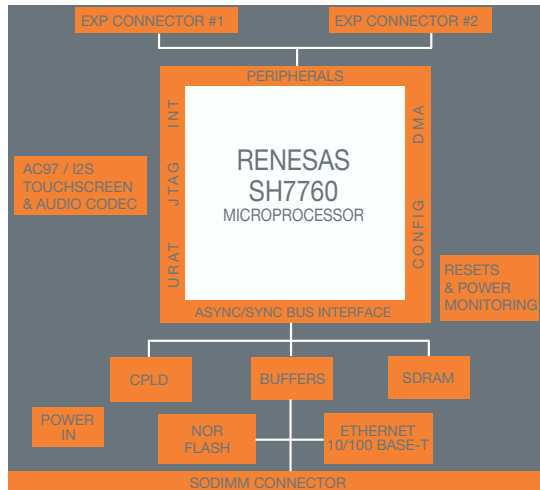 EXP CONNECTOR #1
EXP CONNECTOR #2
PERIPHERALS
INT
JTAG
URAT
DMA
CONFIG
RENESAS
SH7760
MICROPROCESSOR
AC97 / I2S
TOUCHSCREEN
& AUDIO CODEC
RESETS
& POWER
MONITORING
ASYNC/SYNC BUS INTERFACE
CPLD
BUFFERS
SDRAM
POWER
IN
NOR
FLASH
ETHERNET
10/100 BASE-T
SODIMM CONNECTOR